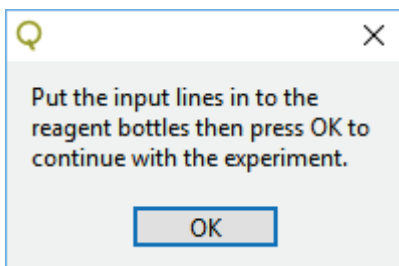 Put the input lines in to the
reagent bottles then press OK to
continue with the experiment.
OK